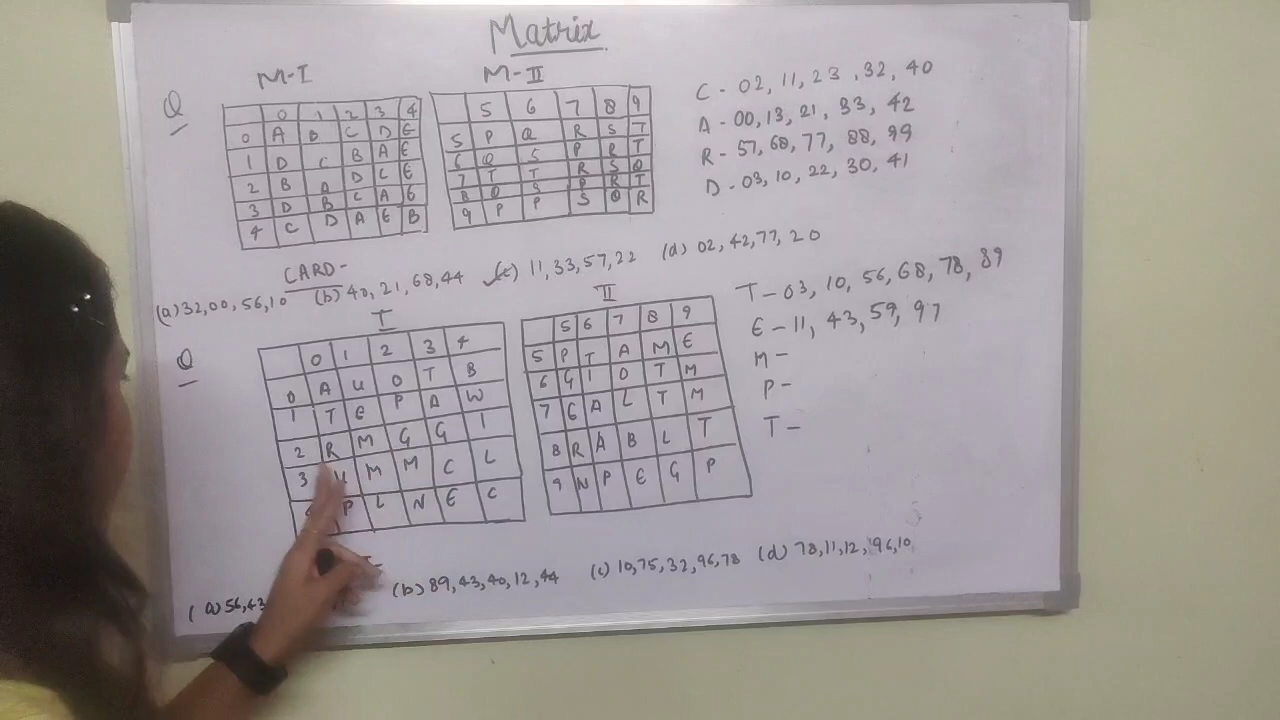 Matrix
M-I
M-II
Q
0 1 2 3 4
0 A B C D E
1 D C B A E
2 B A D C E
3 D B C A E
4 C D A E B
5 6 7 8 9
5 P Q R S T
6 Q S P R T
7 T T R S Q
8 Q S P R T
9 P P S Q R
C - 02, 11, 23, 32, 40
A - 00, 13, 21, 33, 42
R - 57, 68, 77, 88, 99
D - 03, 10, 22, 30, 41
CARD-
(a) 32, 00, 56, 10 (b) 40, 21, 68, 44 (c) 11, 33, 57, 22 (d) 02, 42, 77, 20
Q
I
II
0 1 2 3 4
0 A U O T B
1 T E P A W
2 R M G G I
3 U M M C L
P L N E C
5 6 7 8 9
5 P T A M E
6 G I O T M
7 G A L T M
8 R A B L T
9 N P E G P
T - 03, 10, 56, 68, 78, 89
E - 11, 43, 59, 97
M -
P -
T -
(a) 56, 43 (b) 89, 43, 40, 12, 44 (c) 10, 75, 32, 96, 78 (d) 78, 11, 12, 96, 10